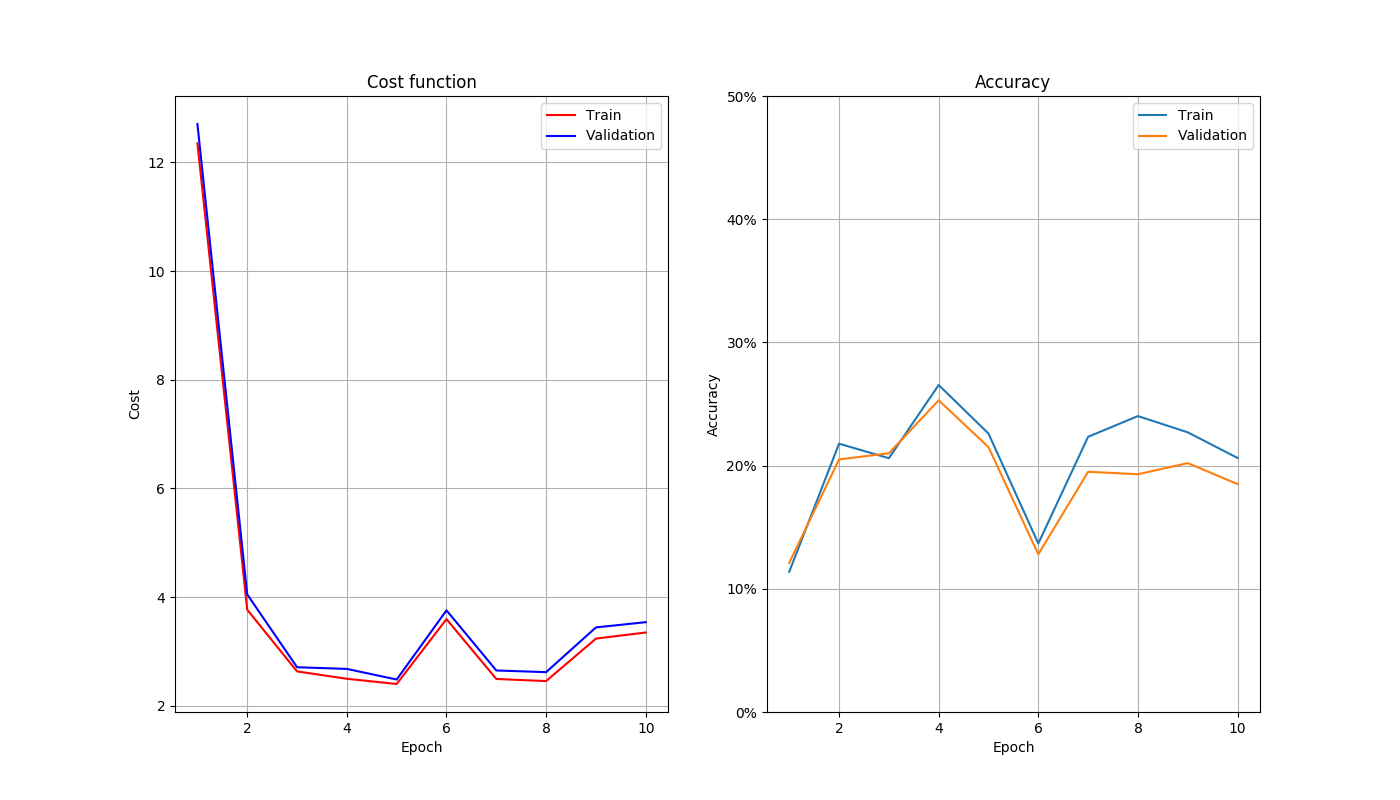 Cost function
Train
Validation
12
10
8
6
4
2
Cost
2 4 6 8 10
Epoch
Accuracy
Train
Validation
50%
40%
30%
20%
10%
0%
Accuracy
2 4 6 8 10
Epoch